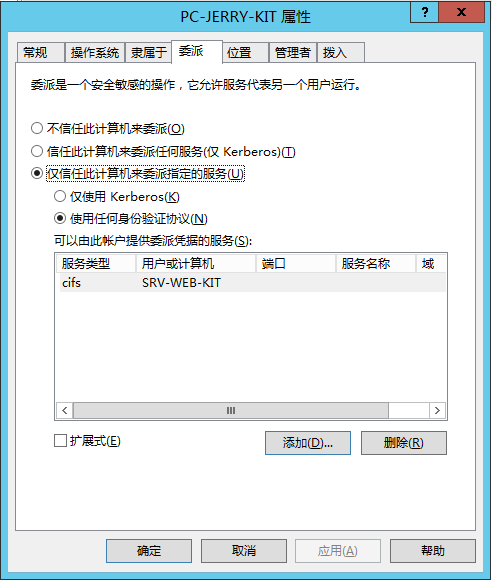 PC-JERRY-KIT 属性
? x
常规 操作系统 隶属于 委派 位置 管理者 拨入
委派是一个安全敏感的操作，它允许服务代表另一个用户运行。
不信任此计算机来委派(O)
信任此计算机来委派任何服务(仅 Kerberos)(T)
仅信任此计算机来委派指定的服务(U)
仅使用 Kerberos(K)
使用任何身份验证协议(N)
可以由此帐户提供委派凭据的服务(S):
服务类型 用户或计算机 端口 服务名称 域
cifs SRV-WEB-KIT
扩展式(E) 添加(D)... 删除(R)
确定 取消 应用(A) 帮助